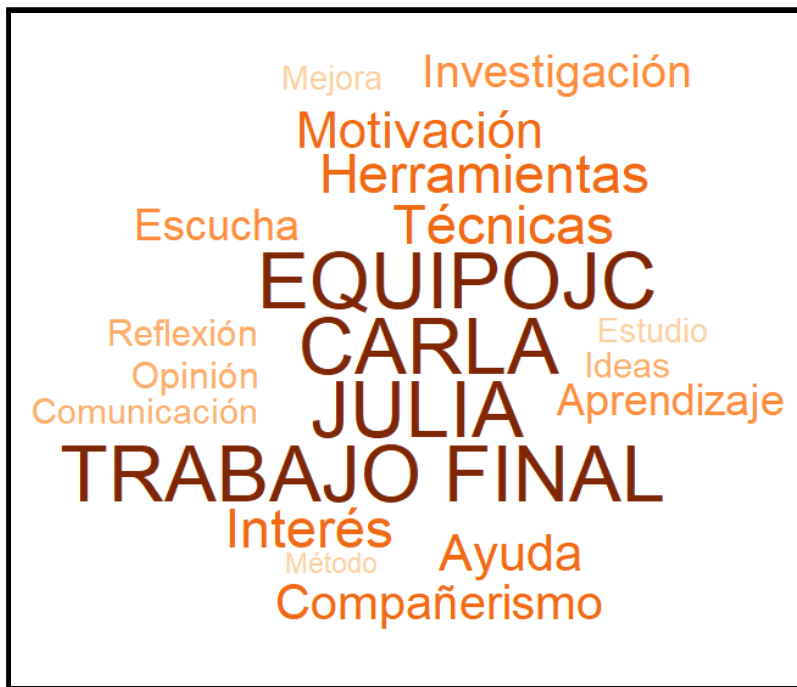 Mejora
Investigación
Motivación
Herramientas
Escucha
Técnicas
EQUIPOJC
Reflexión
CARLA
Estudio
Opinión
Ideas
Comunicación
JULIA
Aprendizaje
TRABAJO FINAL
Interés
Método
Ayuda
Compañerismo